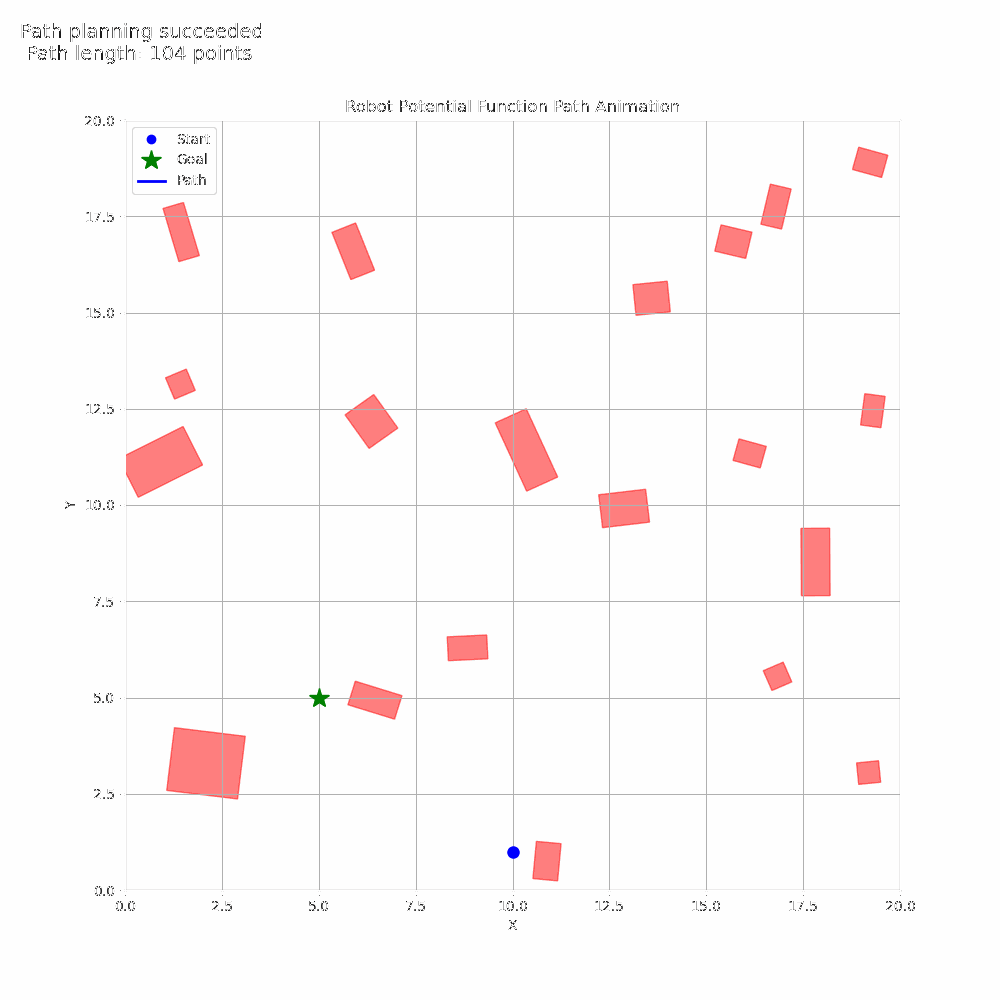 Path planning succeeded
Path length: 104 points
Robot Potential Function Path Animation
Start
Goal
Path
20.0
17.5
15.0
12.5
10.0
7.5
5.0
2.5
0.0
Y
0.0 2.5 5.0 7.5 10.0 12.5 15.0 17.5 20.0
X